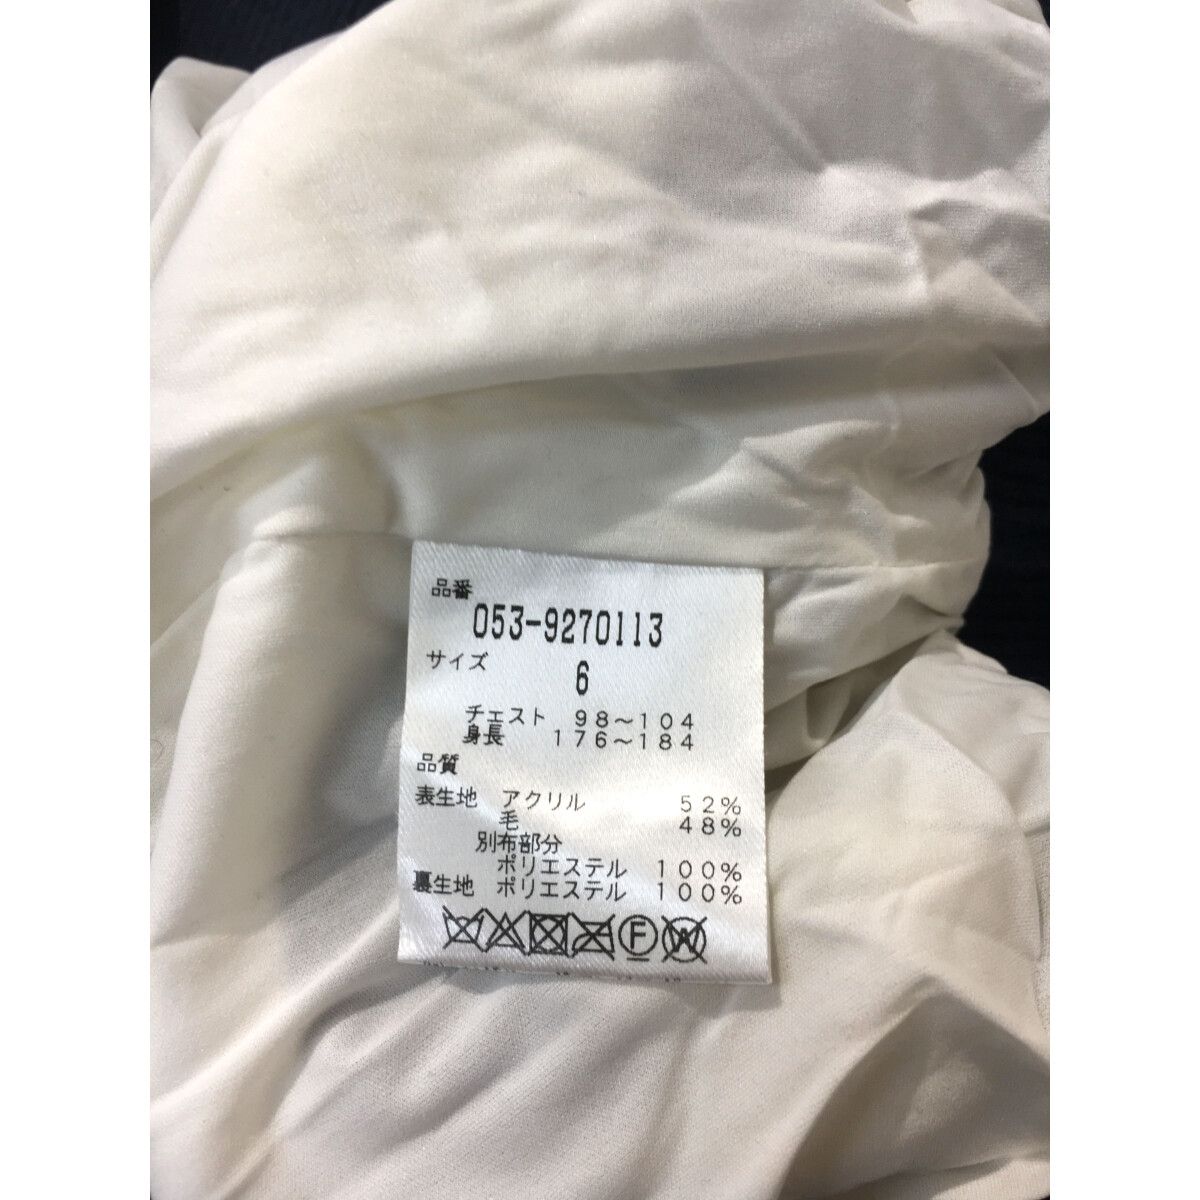 品番
053-9270113
サイズ
6
チェスト 98～104
身長 176～184
品質
表生地 アクリル 52%
毛 48%
別布部分
ポリエステル 100%
裏生地 ポリエステル 100%
F W